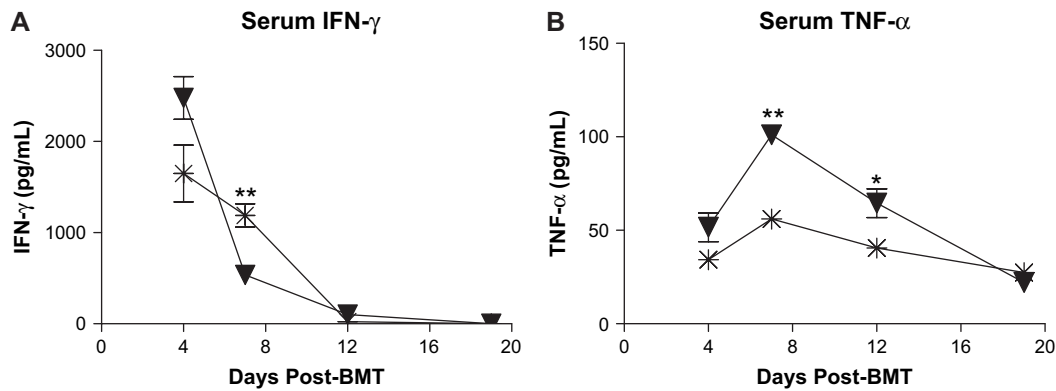 A
Serum IFN-γ
IFN-γ (pg/mL)
3000
2000
1000
0
**
0 4 8 12 16 20
Days Post-BMT
B
Serum TNF-α
TNF-α (pg/mL)
150
100
50
0
**
*
0 4 8 12 16 20
Days Post-BMT